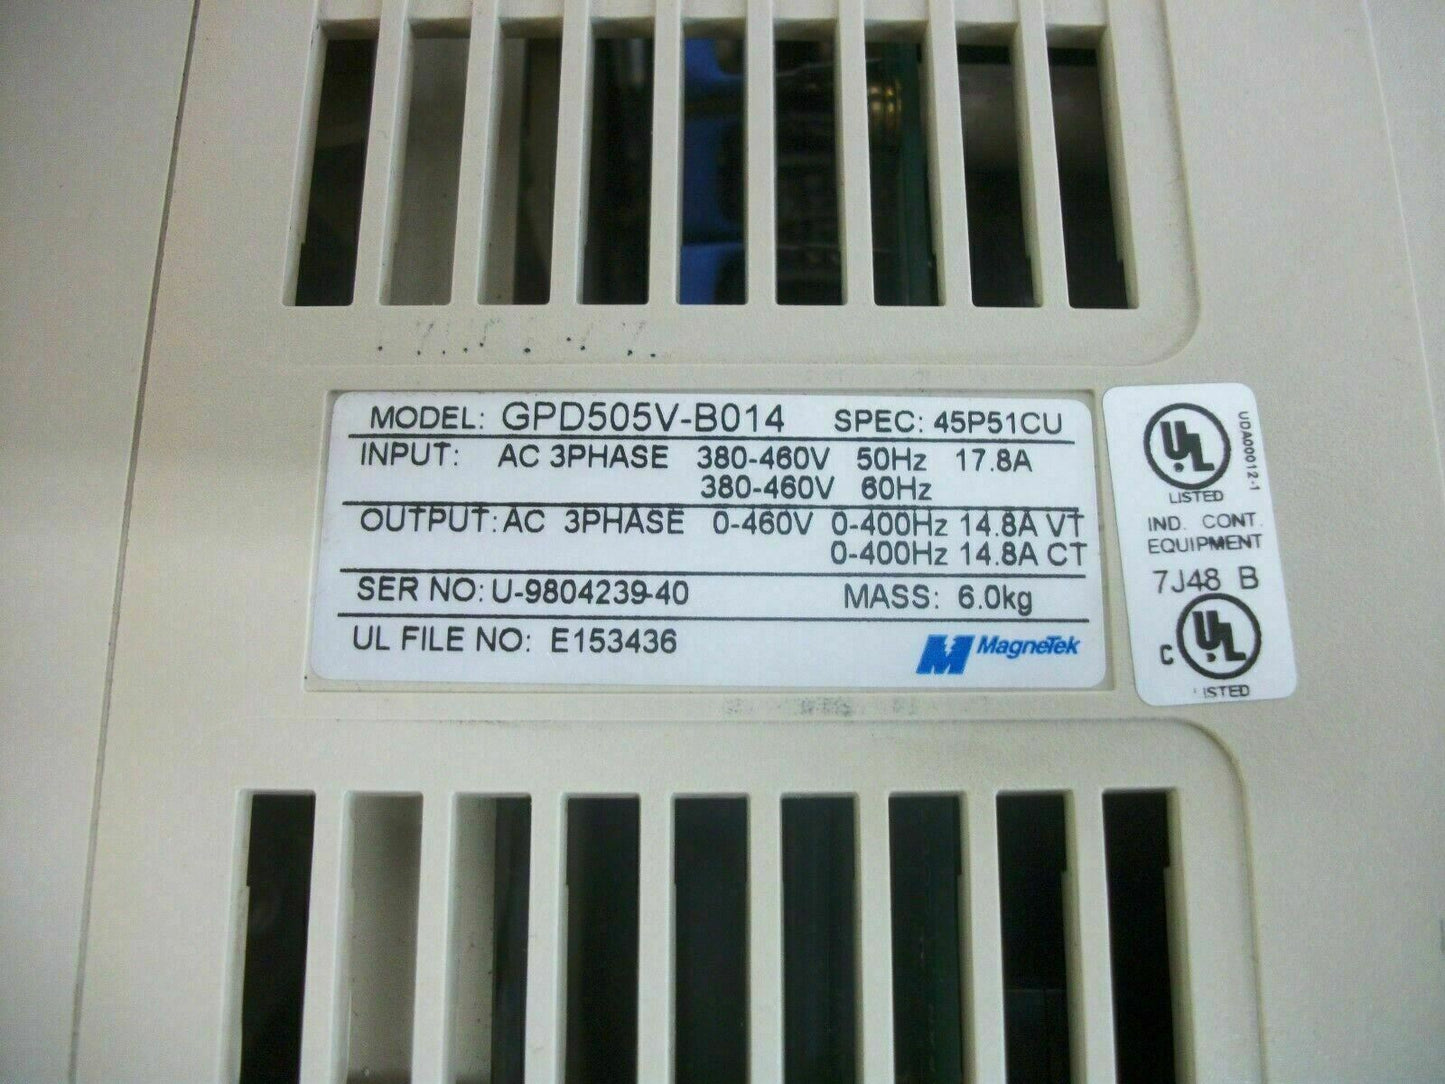 MODEL: GPD505V-B014 SPEC: 45P51CU
INPUT: AC 3PHASE 380-460V 50Hz 17.8A
380-460V 60Hz
OUTPUT: AC 3PHASE 0-460V 0-400Hz 14.8A VT
0-400Hz 14.8A CT
SER NO: U-9804239-40 MASS: 6.0kg
UL FILE NO: E153436
MagneTek
UL
LISTED
UDA00012-1
IND. CONT.
EQUIPMENT
7J48 B
C UL
LISTED